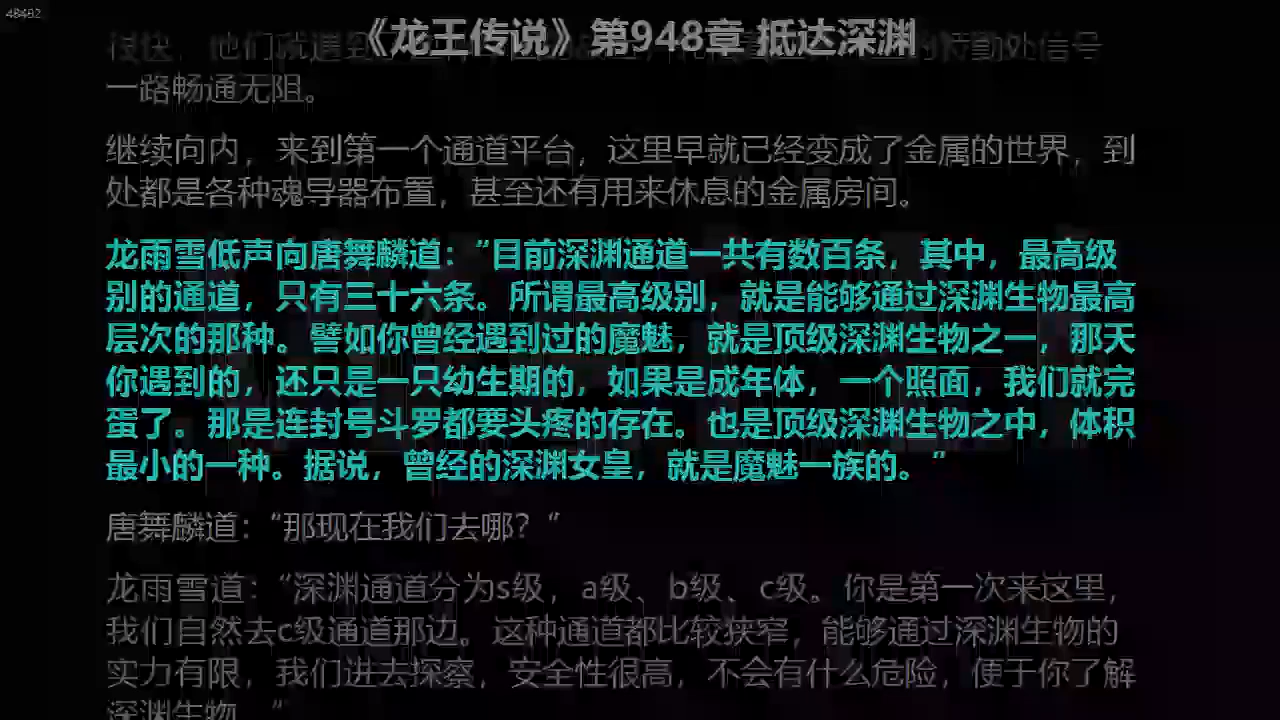 48482
《龙王传说》第948章 抵达深渊
很快，他们就遇到
的特勤处信号
一路畅通无阻。
继续向内，来到第一个通道平台，这里早就已经变成了金属的世界，到
处都是各种魂导器布置，甚至还有用来休息的金属房间。
龙雨雪低声向唐舞麟道：“目前深渊通道一共有数百条，其中，最高级
别的通道，只有三十六条。所谓最高级别，就是能够通过深渊生物最高
层次的那种。譬如你曾经遇到过的魔魅，就是顶级深渊生物之一，那天
你遇到的，还只是一只幼生期的，如果是成年体，一个照面，我们就完
蛋了。那是连封号斗罗都要头疼的存在。也是顶级深渊生物之中，体积
最小的一种。据说，曾经的深渊女皇，就是魔魅一族的。”
唐舞麟道：“那现在我们去哪？”
龙雨雪道：“深渊通道分为s级，a级、b级、c级。你是第一次来这里，
我们自然去c级通道那边。这种通道都比较狭窄，能够通过深渊生物的
实力有限，我们进去探察，安全性很高，不会有什么危险，便于你了解
深渊生物。”